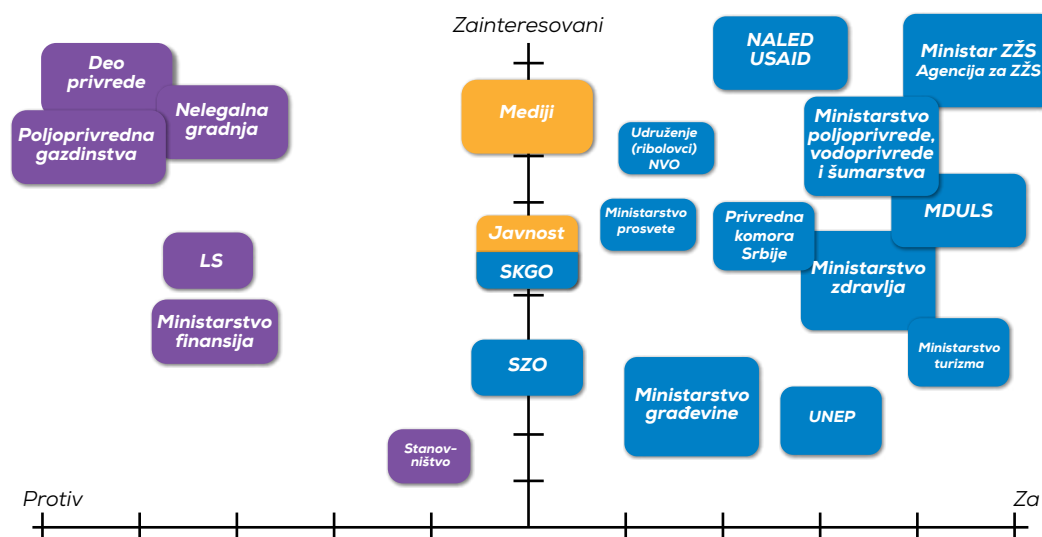 Zainteresovani
Deo
privrede
Nelegalna
gradnja
Poljoprivredna
gazdinstva
LS
Ministarstvo
finansija
Stanov-
ništvo
Mediji
Javnost
SKGO
SZO
NALED
USAID
Ministar ZŽS
Agencija za ZŽS
Udruženje
(ribolovci)
NVO
Ministarstvo
poljoprivrede,
vodoprivrede
i šumarstva
Ministarstvo
prosvete
Privredna
komora
Srbije
MDULS
Ministarstvo
zdravlja
Ministarstvo
turizma
Ministarstvo
građevine
UNEP
Protiv
Za